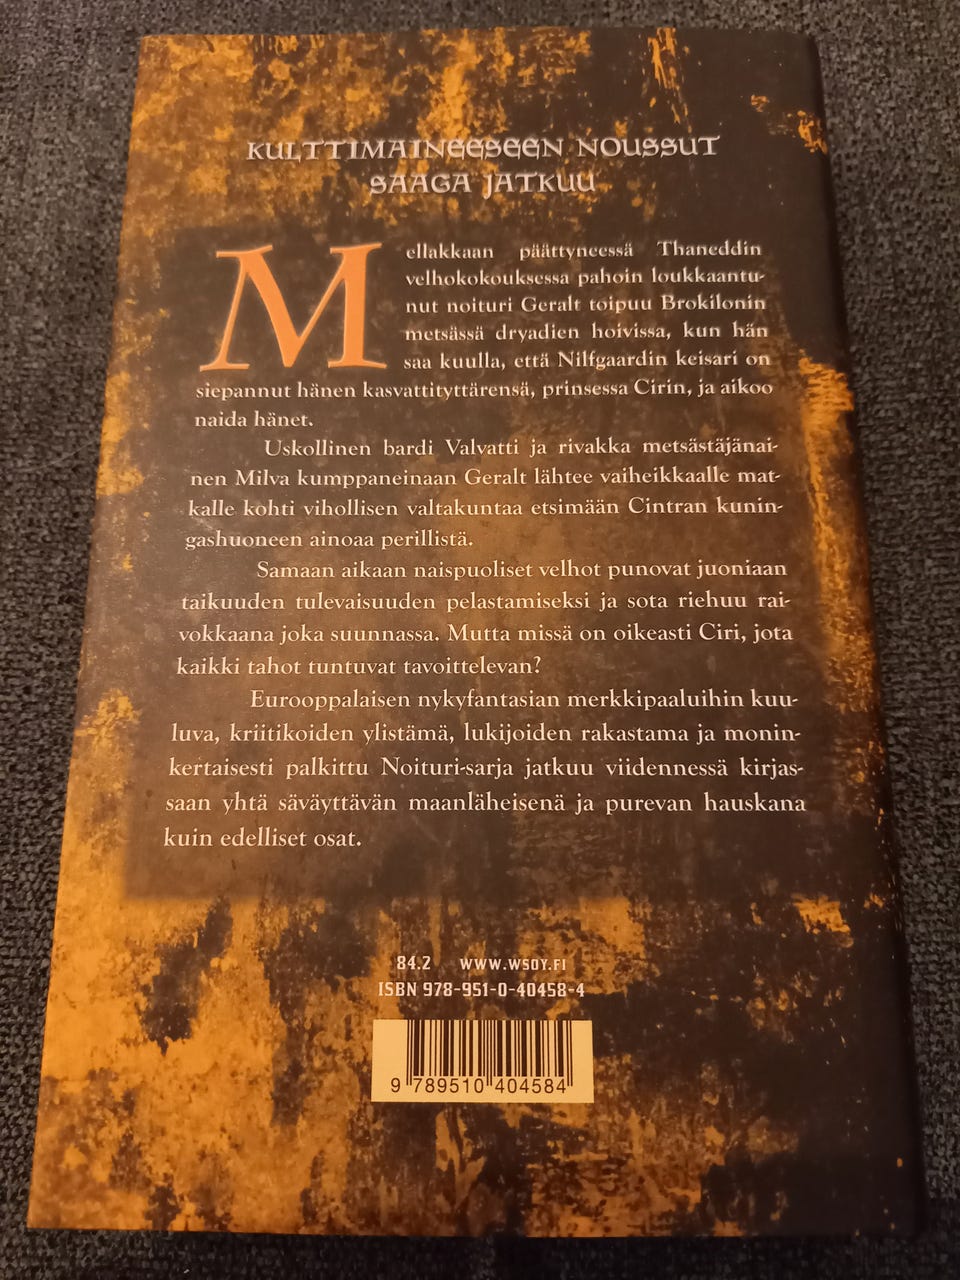 KULTTIMAINEESEEN NOUSSUT
SAAGA JATKUU
Mellakkaan päättyneessä Thaneddin
velhokokouksessa pahoin loukkaantu-
nut noituri Geralt toipuu Brokilonin
metsässä dryadien hoivissa, kun hän
saa kuulla, että Nilfgaardin keisari on
siepannut hänen kasvattityttärensä, prinsessa Cirin, ja aikoo
naida hänet.
Uskollinen bardi Valvatti ja rivakka metsästäjänai-
nen Milva kumppaneinaan Geralt lähtee vaiheikkaalle mat-
kalle kohti vihollisen valtakuntaa etsimään Cintran kunin-
gashuoneen ainoaa perillistä.
Samaan aikaan naispuoliset velhot punovat juoniaan
taikuuden tulevaisuuden pelastamiseksi ja sota riehuu rai-
vokkaana joka suunnassa. Mutta missä on oikeasti Ciri, jota
kaikki tahot tuntuvat tavoittelevan?
Eurooppalaisen nykyfantasian merkkipaaluihin kuu-
luva, kriitikoiden ylistämä, lukijoiden rakastama ja monin-
kertaisesti palkittu Noituri-sarja jatkuu viidennessä kirjas-
saan yhtä säväyttävän maanläheisenä ja purevan hauskana
kuin edelliset osat.
84.2 WWW.WSOY.FI
ISBN 978-951-0-40458-4
9 789510 404584